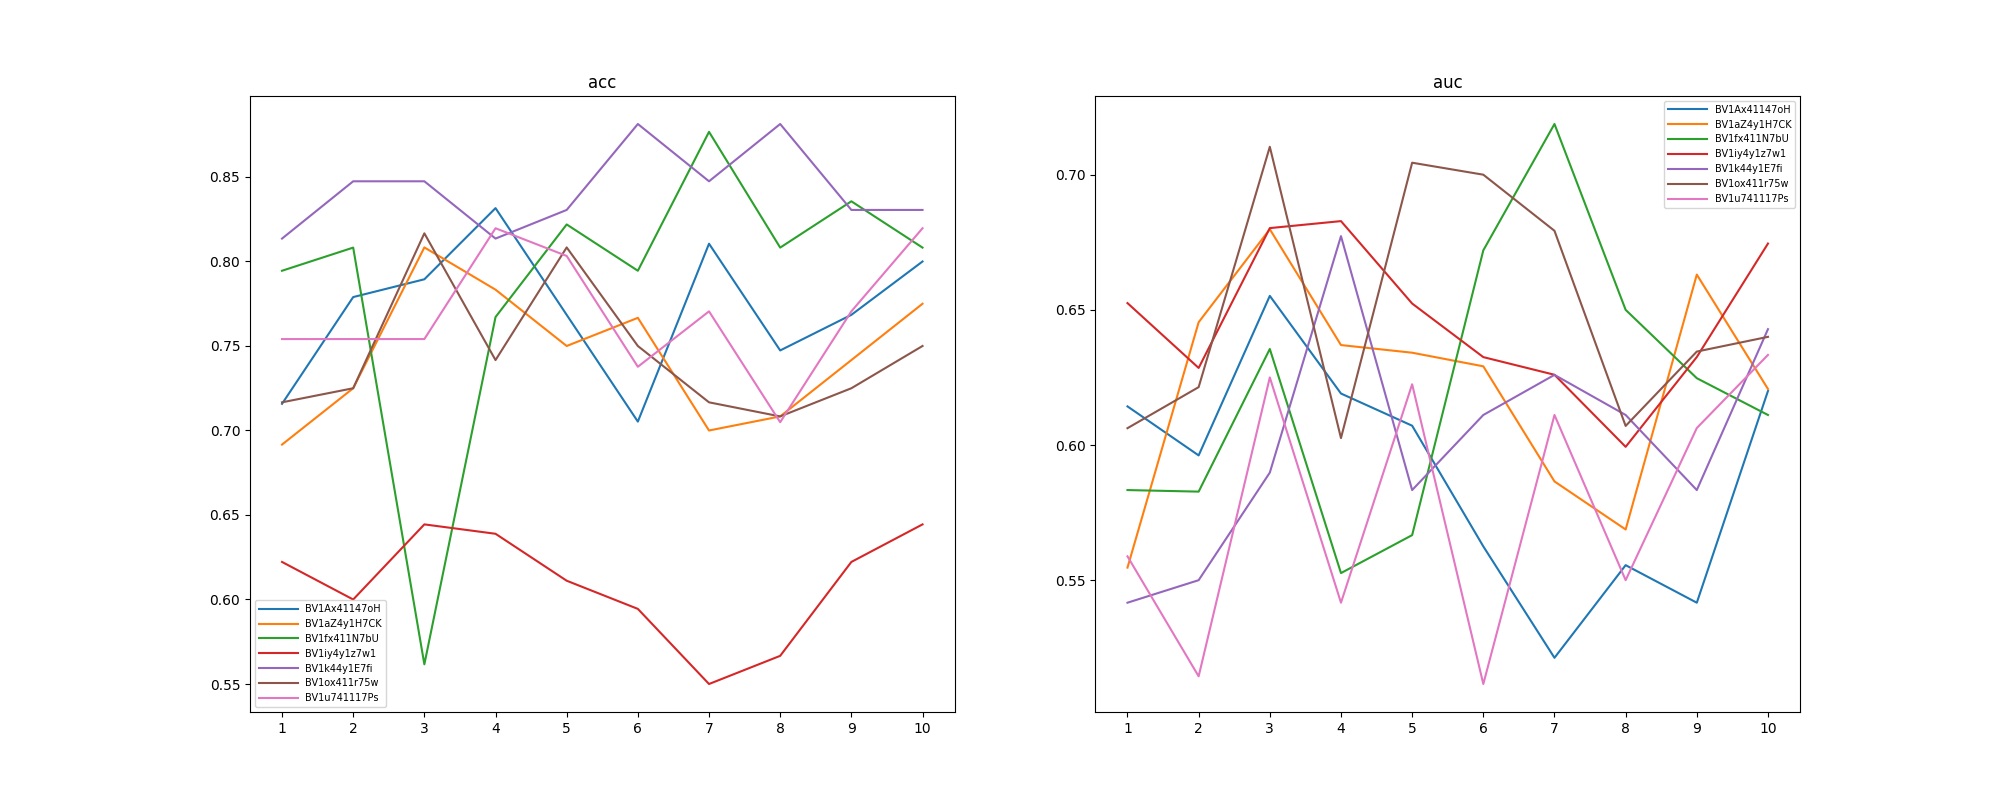 acc
0.85
0.80
0.75
0.70
0.65
0.60
0.55
BV1Ax41147oH
BV1aZ4y1H7CK
BV1fx411N7bU
BV1iy4y1z7w1
BV1k44y1E7fi
BV1ox411r75w
BV1u741117Ps
1 2 3 4 5 6 7 8 9 10
auc
0.70
0.65
0.60
0.55
BV1Ax41147oH
BV1aZ4y1H7CK
BV1fx411N7bU
BV1iy4y1z7w1
BV1k44y1E7fi
BV1ox411r75w
BV1u741117Ps
1 2 3 4 5 6 7 8 9 10